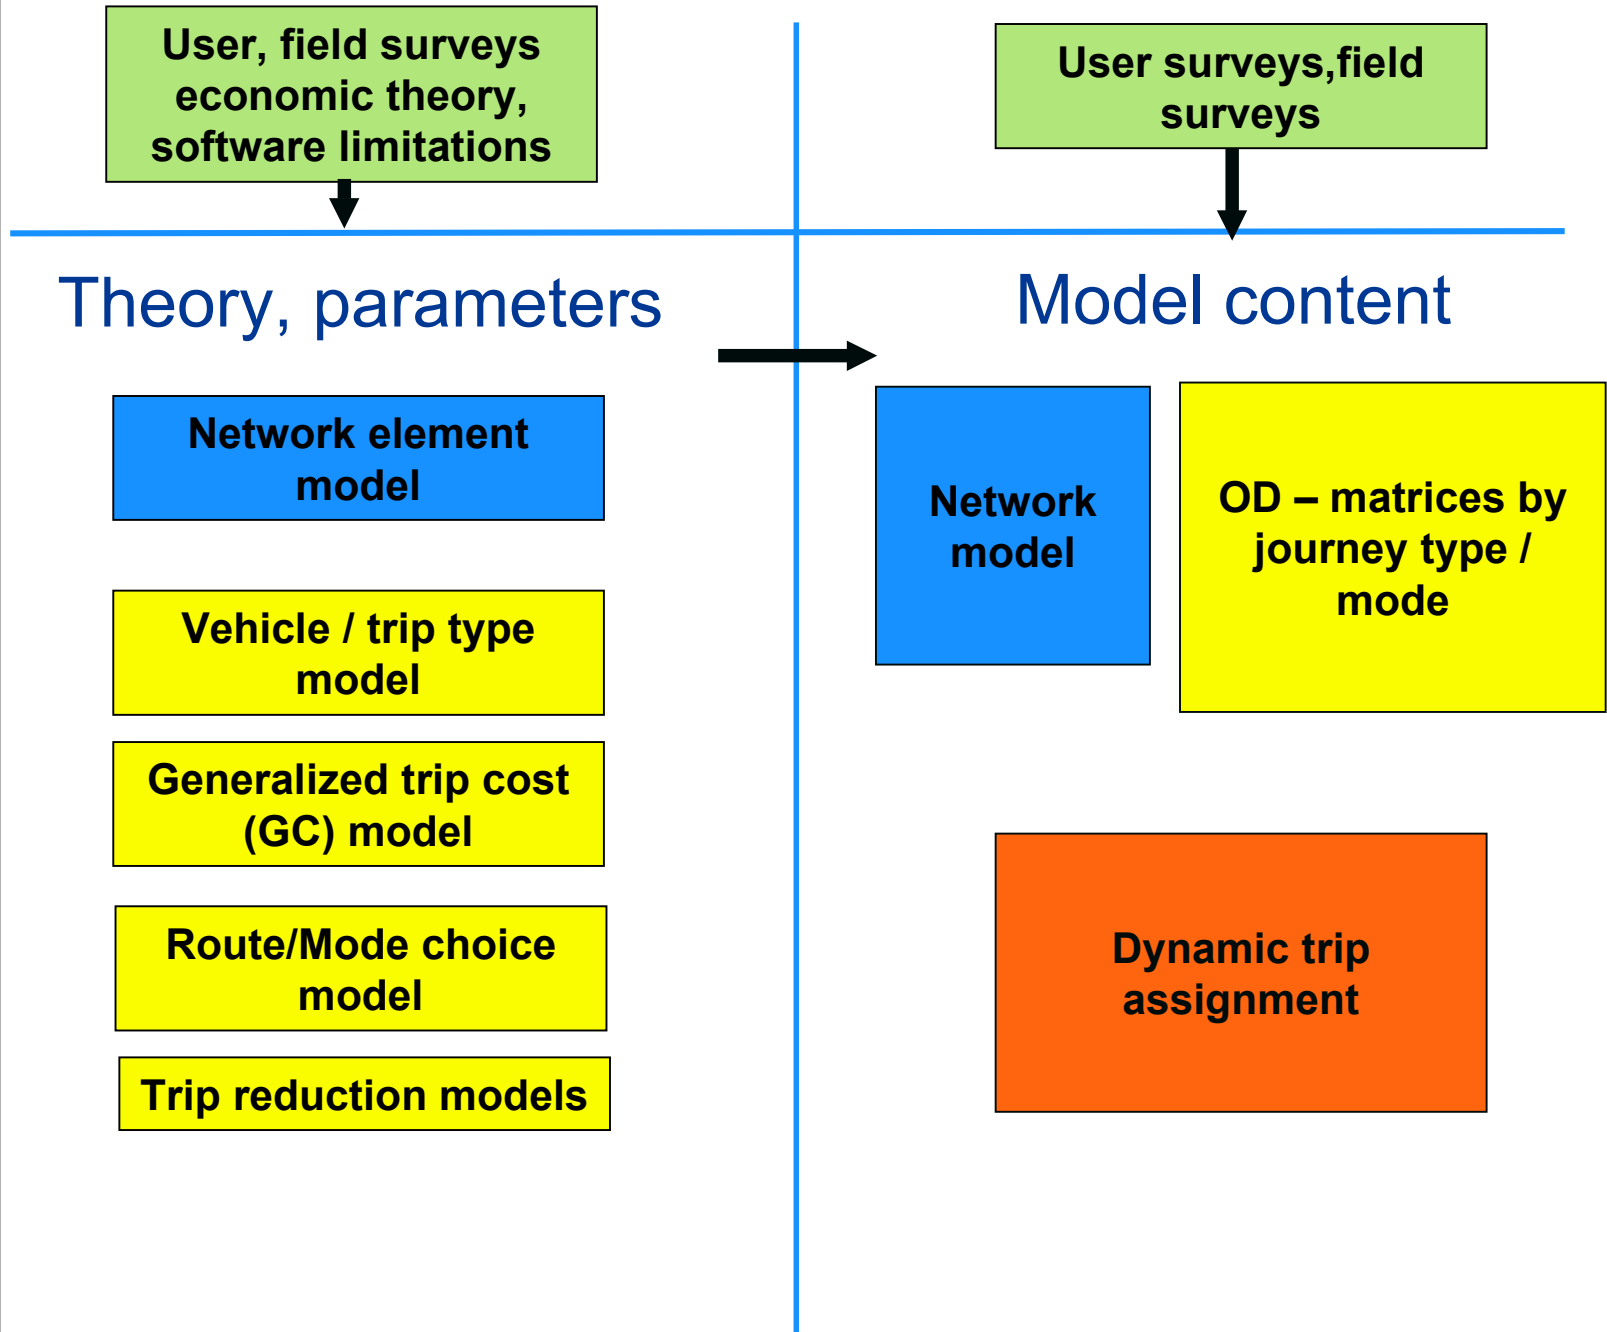 User, field surveys
economic theory,
software limitations
User surveys,field
surveys
Theory, parameters
Model content
Network element
model
Vehicle / trip type
model
Generalized trip cost
(GC) model
Route/Mode choice
model
Trip reduction models
Network
model
OD – matrices by
journey type /
mode
Dynamic trip
assignment